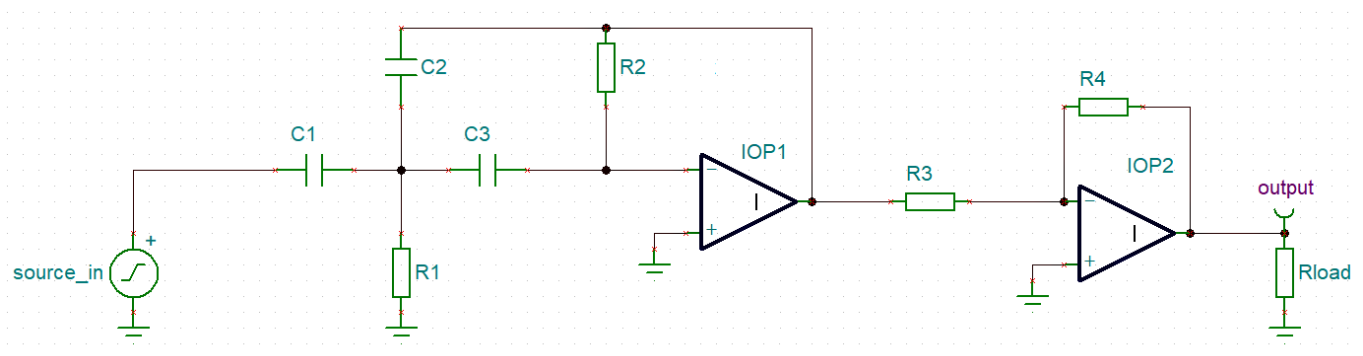 C2
R2
R4
C1
C3
IOP1
IOP2
R3
output
−
+
I
−
+
I
+
source_in
R1
Rload